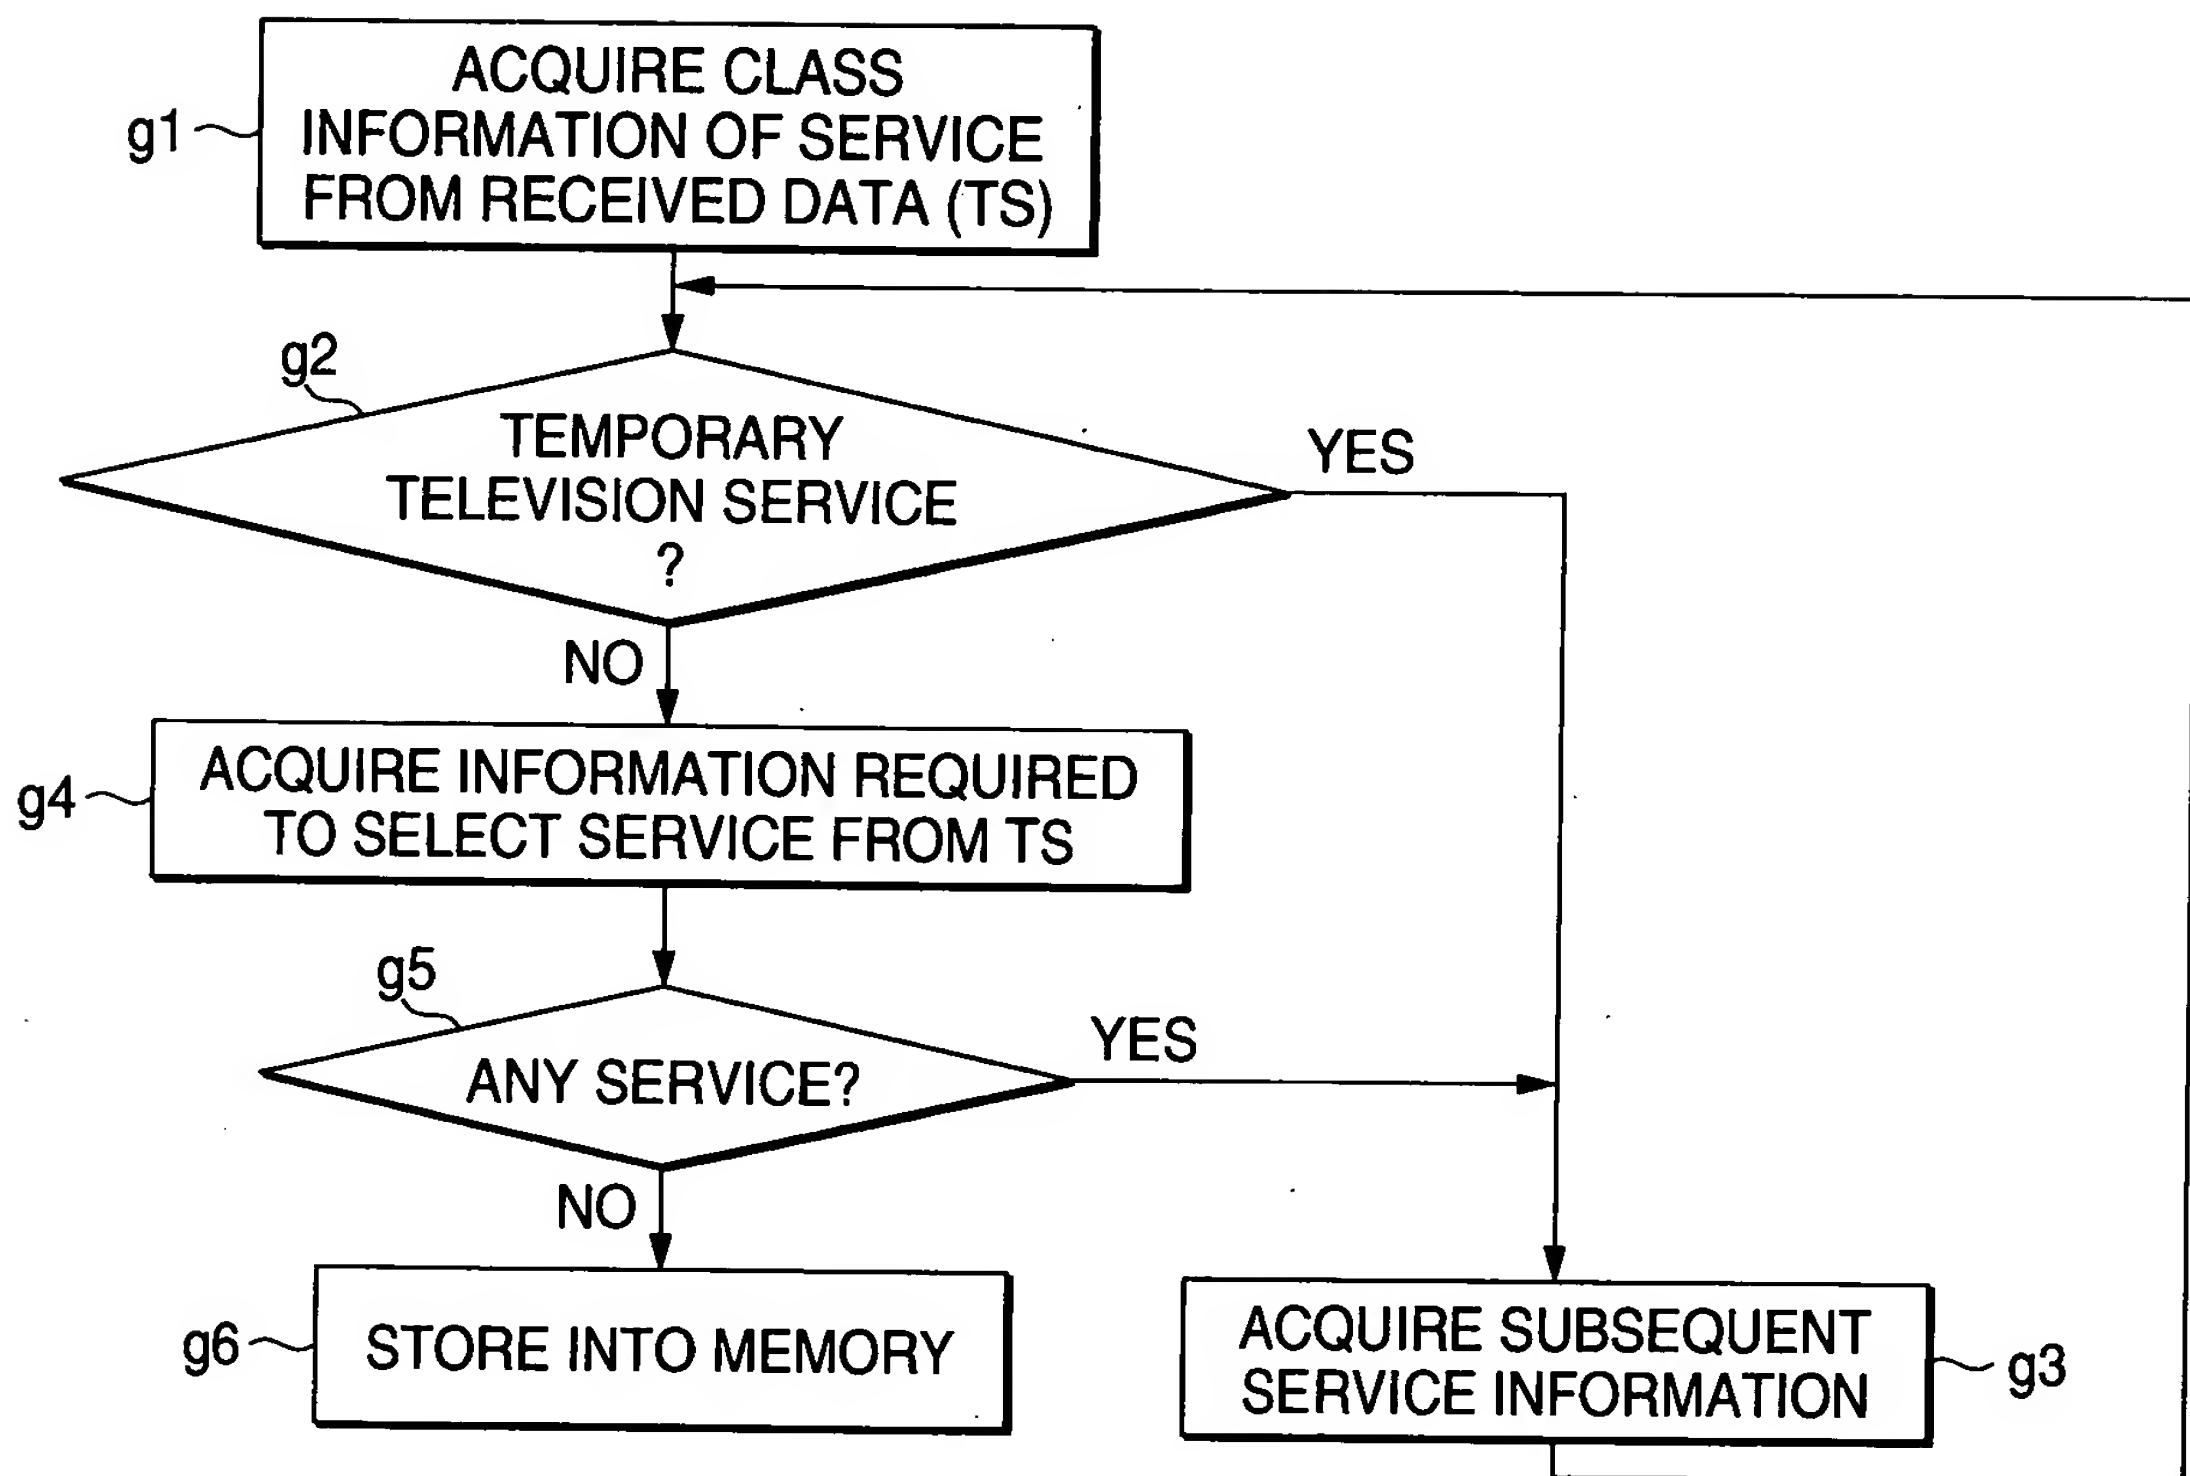 g1
ACQUIRE CLASS
INFORMATION OF SERVICE
FROM RECEIVED DATA (TS)
g2
TEMPORARY
TELEVISION SERVICE
?
YES
NO
g4
ACQUIRE INFORMATION REQUIRED
TO SELECT SERVICE FROM TS
g5
ANY SERVICE?
YES
NO
g6
STORE INTO MEMORY
ACQUIRE SUBSEQUENT
SERVICE INFORMATION
g3